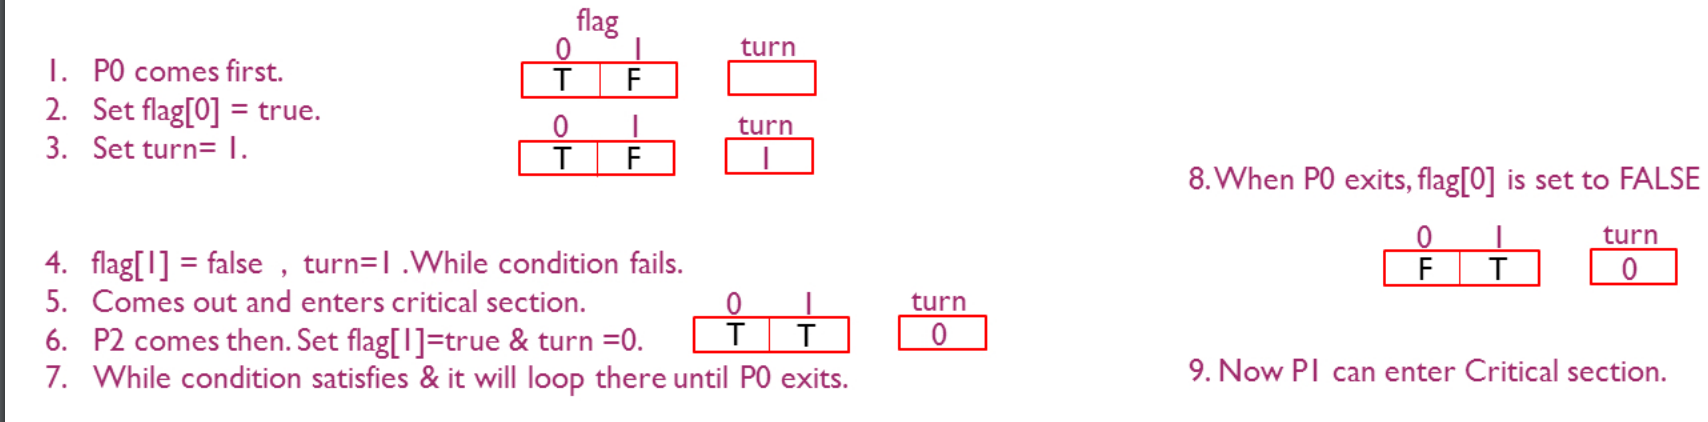 flag
0 1 turn
1. P0 comes first.
T F
2. Set flag[0] = true.
0 1 turn
3. Set turn= 1.
T F 1
4. flag[1] = false , turn=1 .While condition fails.
5. Comes out and enters critical section.
0 1 turn
6. P2 comes then. Set flag[1]=true & turn =0.
T T 0
7. While condition satisfies & it will loop there until P0 exits.
8. When P0 exits, flag[0] is set to FALSE
0 1 turn
F T 0
9. Now P1 can enter Critical section.